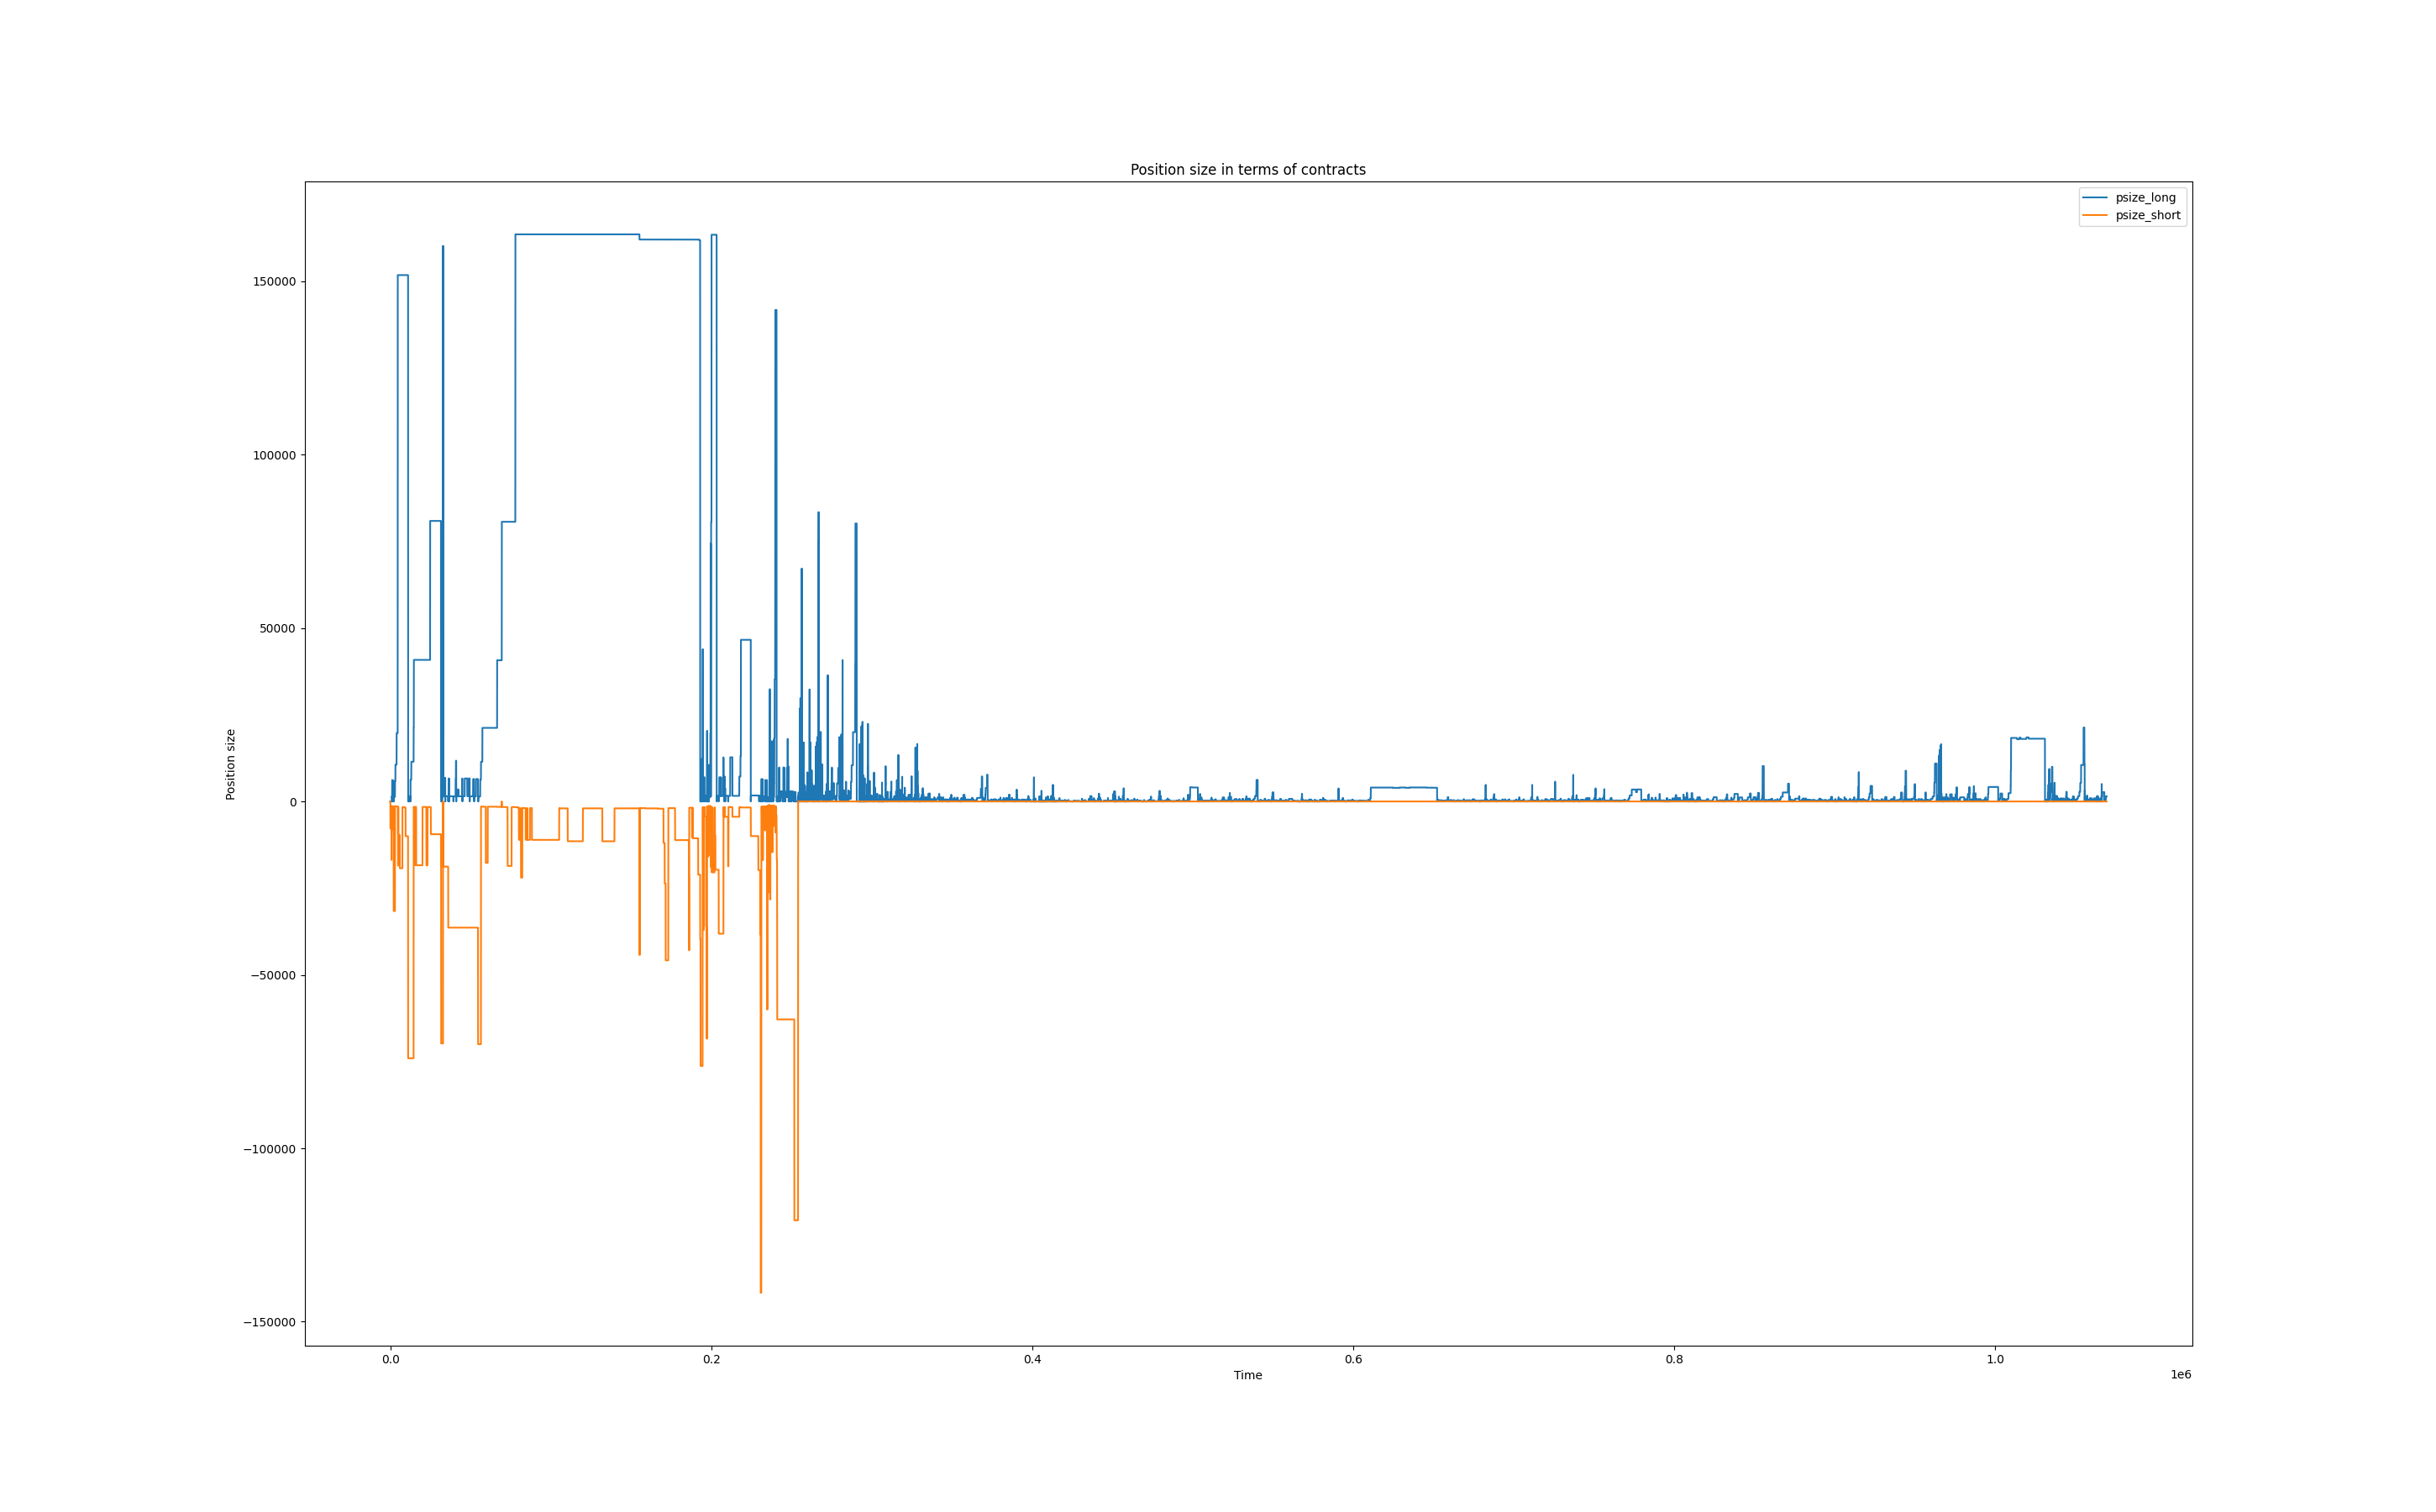 Position size in terms of contracts
psize_long
psize_short
150000
100000
50000
0
−50000
−100000
−150000
Position size
0.0
0.2
0.4
0.6
0.8
1.0
1e6
Time